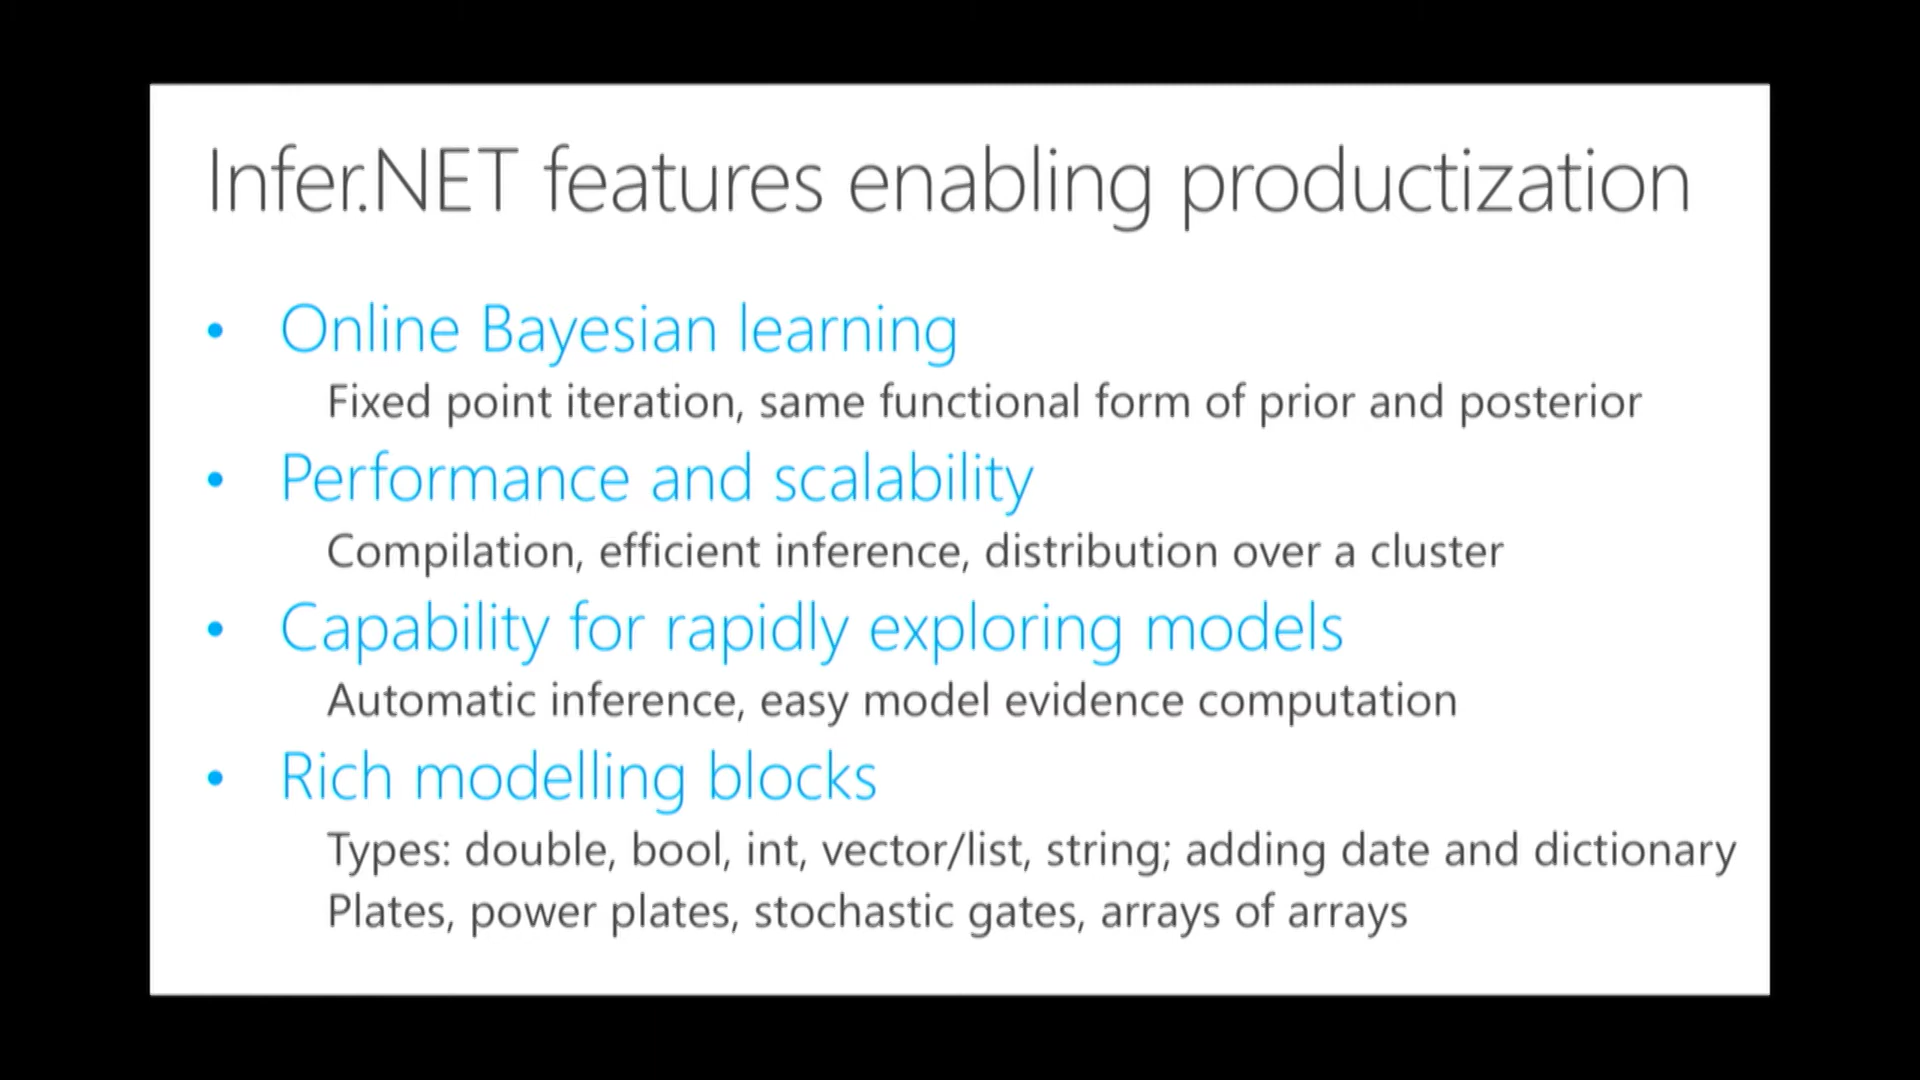 Infer.NET features enabling productization
• Online Bayesian learning
Fixed point iteration, same functional form of prior and posterior
• Performance and scalability
Compilation, efficient inference, distribution over a cluster
• Capability for rapidly exploring models
Automatic inference, easy model evidence computation
• Rich modelling blocks
Types: double, bool, int, vector/list, string; adding date and dictionary
Plates, power plates, stochastic gates, arrays of arrays